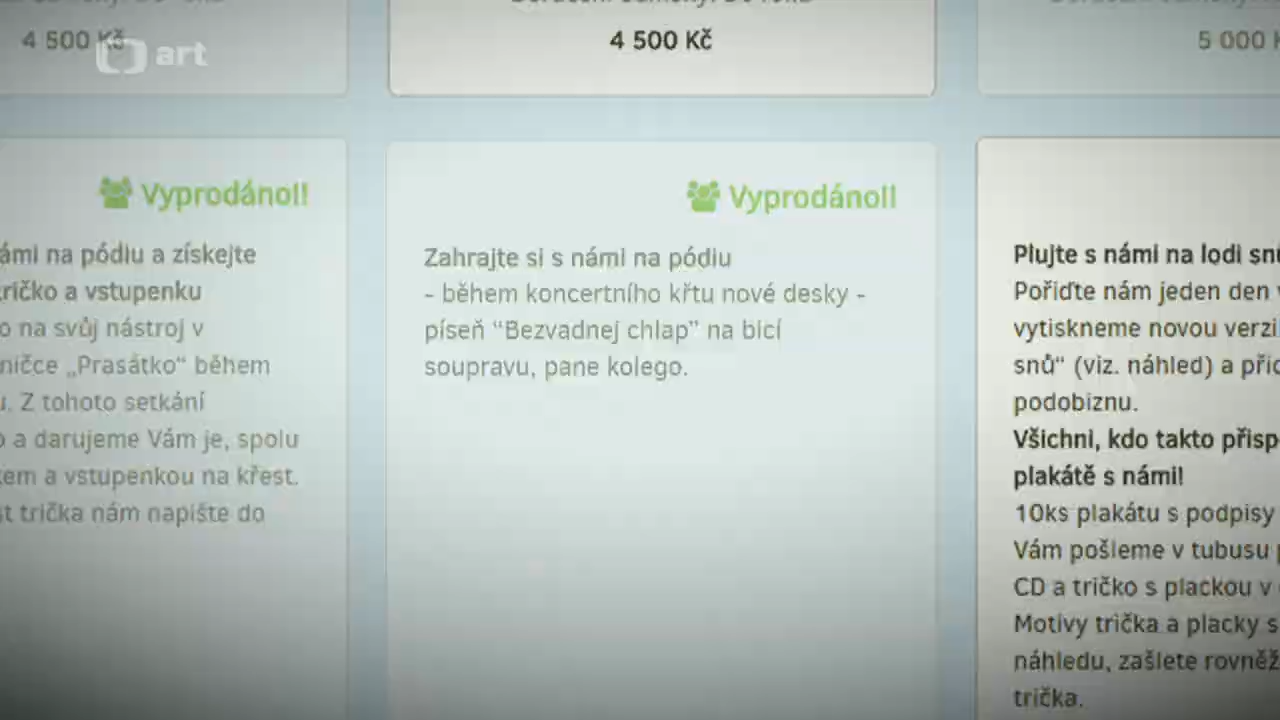 4 500 Kč
art
4 500 Kč
5 000
Vyprodáno!!
ámi na pódiu a získejte
tričko a vstupenku
o na svůj nástroj v
ničce „Prasátko“ během
u. Z tohoto setkání
o a darujeme Vám je, spolu
em a vstupenkou na křest.
st trička nám napište do
Vyprodáno!!
Zahrajte si s námi na pódiu
- během koncertního křtu nové desky -
píseň “Bezvadnej chlap” na bicí
soupravu, pane kolego.
Plujte s námi na lodi snů
Pořiďte nám jeden den v
vytiskneme novou verzi
snů“ (viz. náhled) a přid
podobiznu.
Všichni, kdo takto přisp
plakátě s námi!
10ks plakátu s podpisy
Vám pošleme v tubusu
CD a tričko s plackou v
Motivy trička a placky s
náhledu, zašlete rovněž
trička.